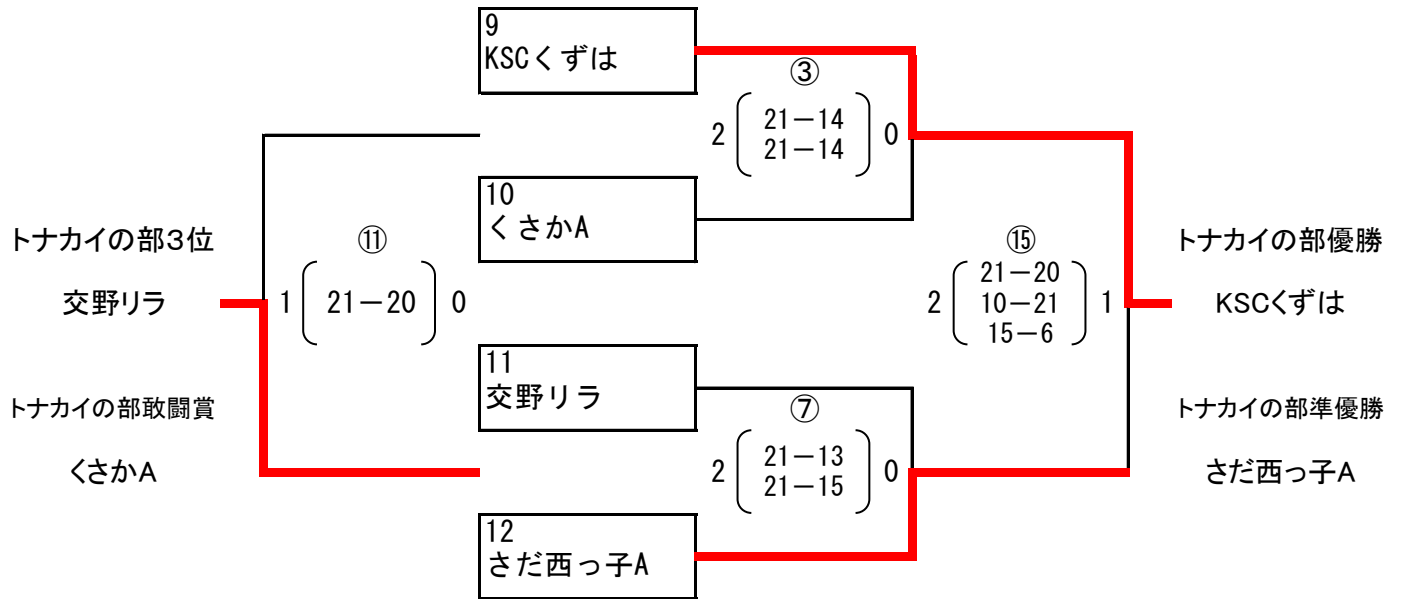 9
KSCくずは
③
2 21－14 0
21－14
10
くさかA
トナカイの部3位
交野リラ
⑪
1 21－20 0
トナカイの部敢闘賞
くさかA
⑮
21－20
2 10－21 1
15－6
トナカイの部優勝
KSCくずは
11
交野リラ
⑦
2 21－13 0
21－15
12
さだ西っ子A
トナカイの部準優勝
さだ西っ子A